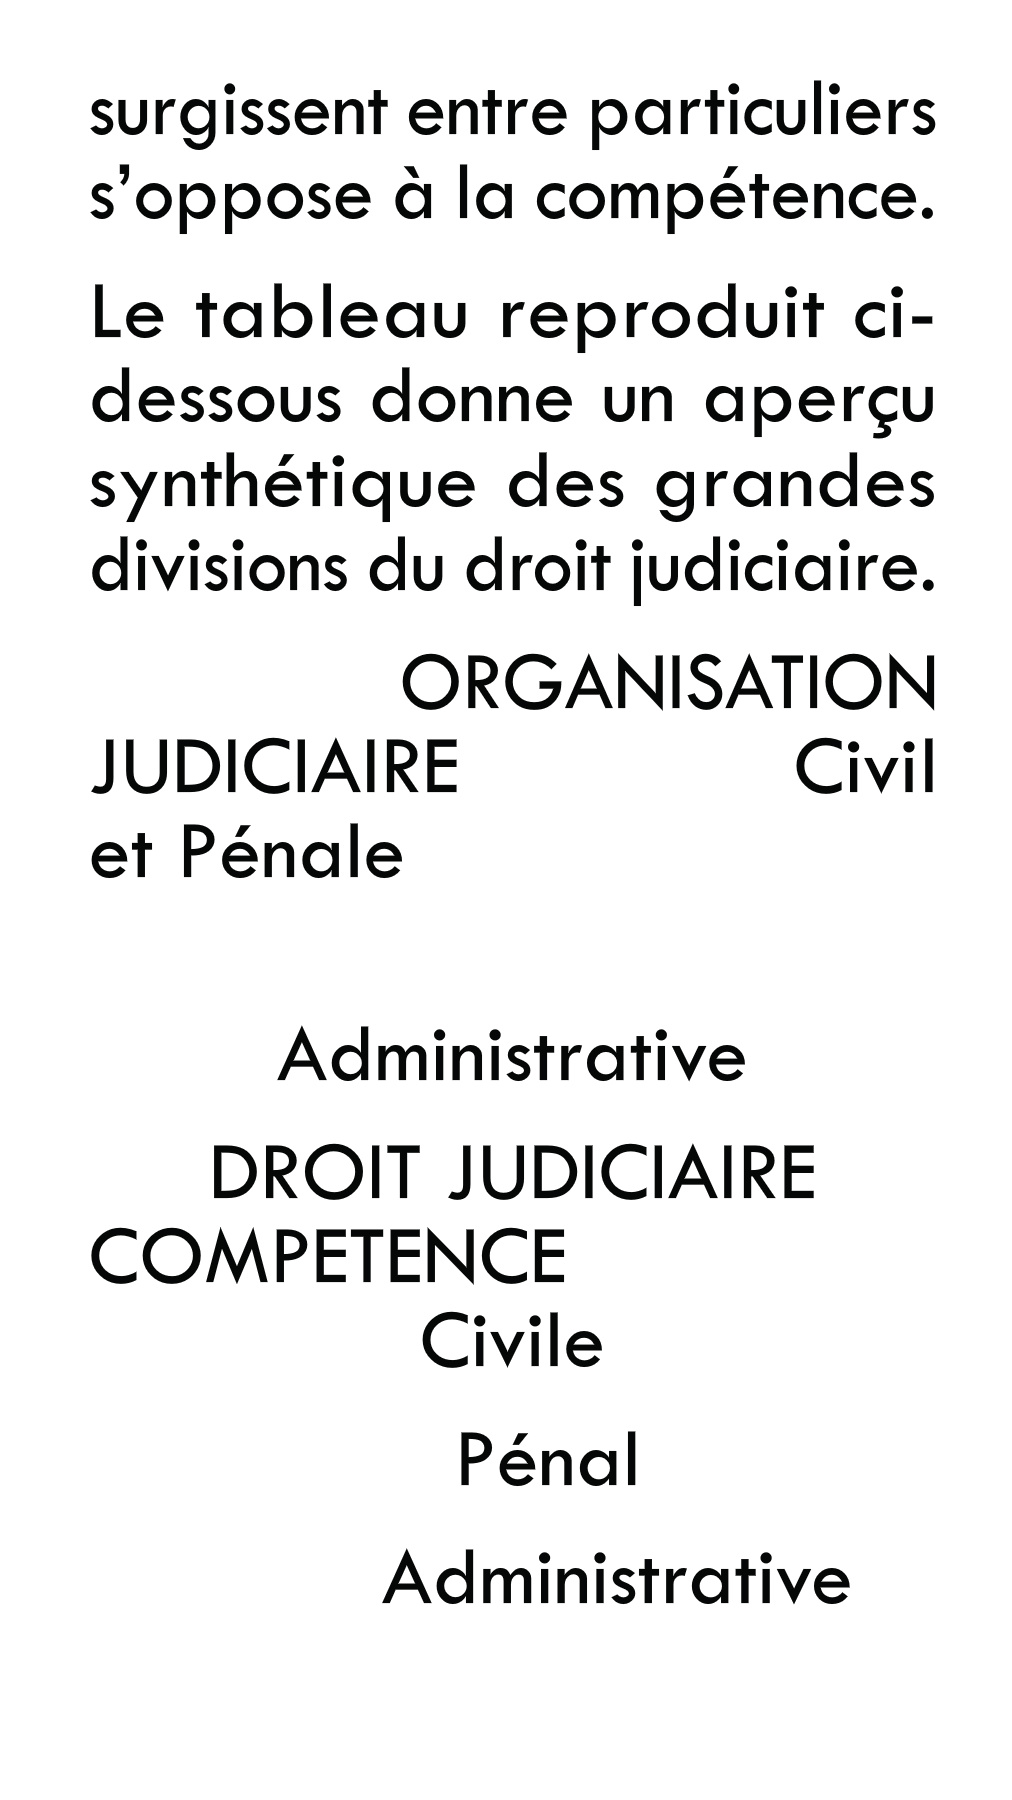 surgissent entre particuliers
s’oppose à la compétence.
Le tableau reproduit ci-
dessous donne un aperçu
synthétique des grandes
divisions du droit judiciaire.
ORGANISATION
JUDICIAIRE Civil
et Pénale
Administrative
DROIT JUDICIAIRE
COMPETENCE
Civile
Pénal
Administrative